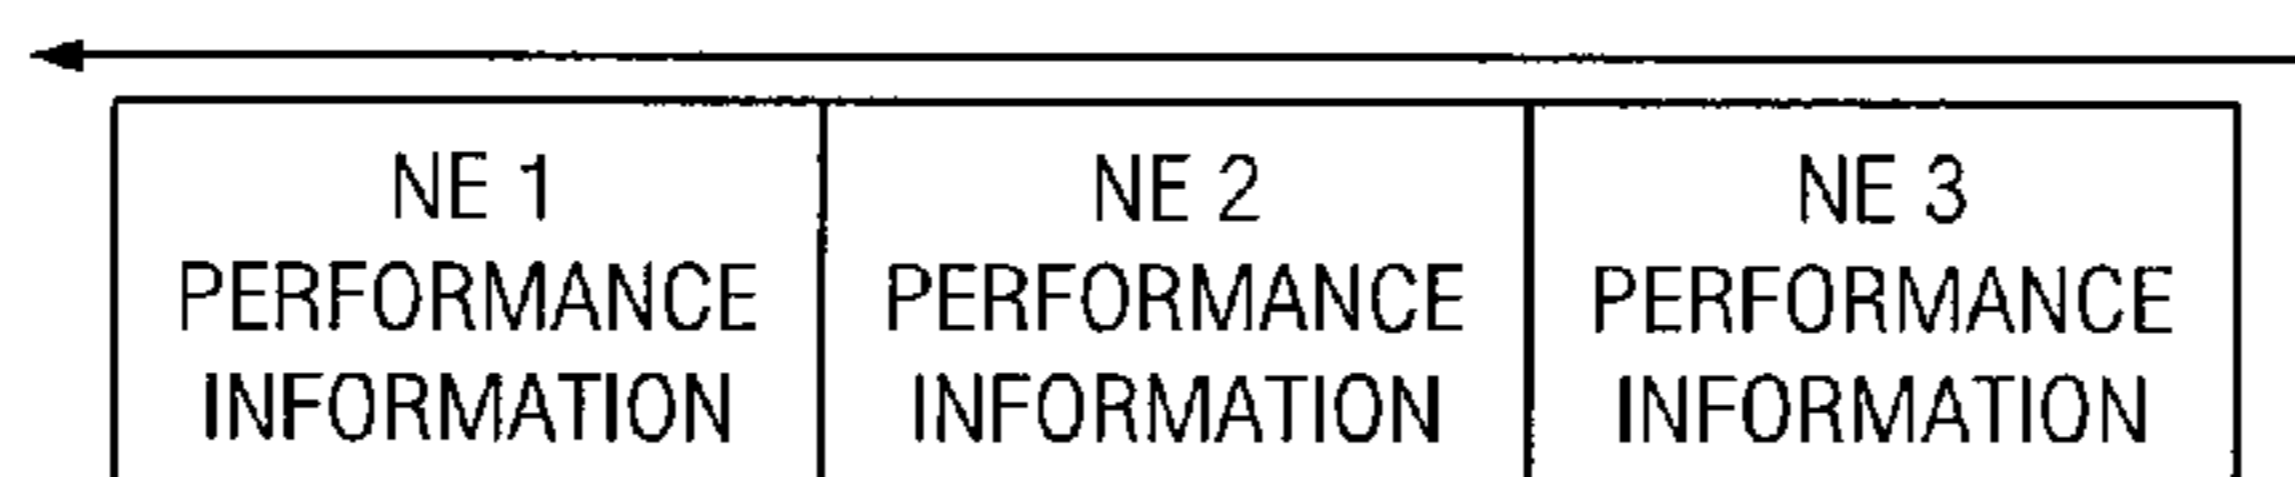 NE 1
PERFORMANCE
INFORMATION
NE 2
PERFORMANCE
INFORMATION
NE 3
PERFORMANCE
INFORMATION